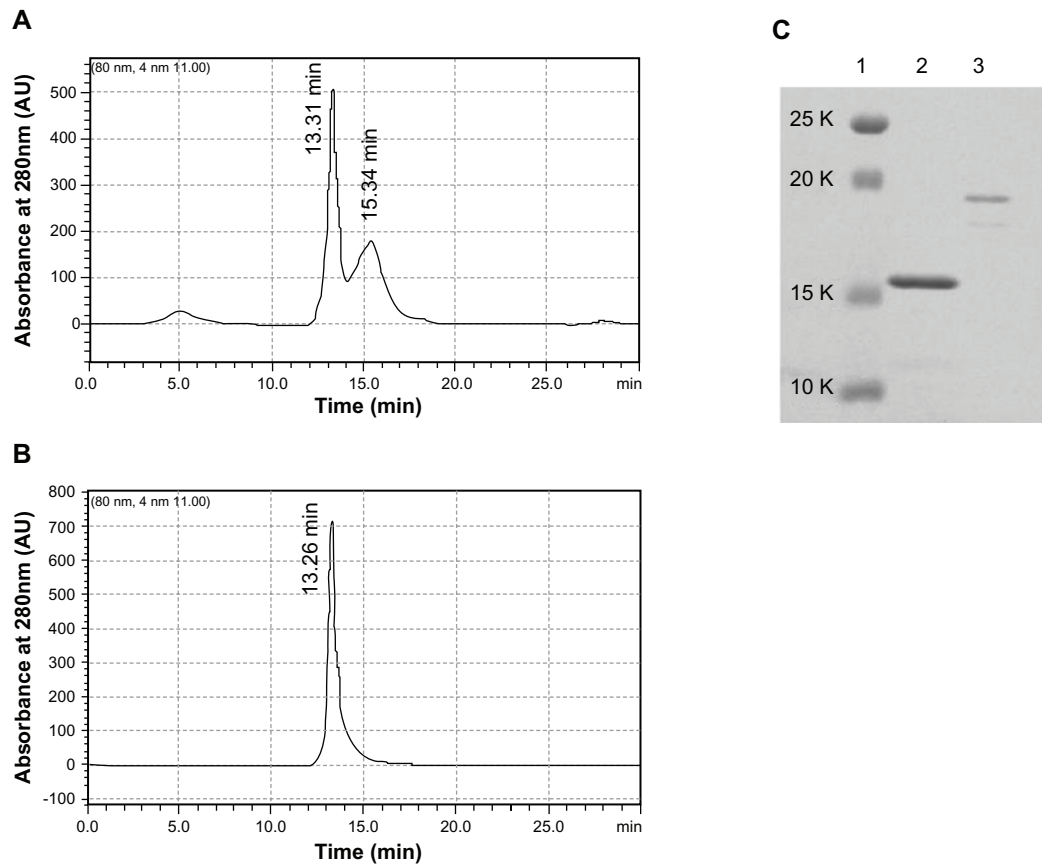 A
(80 nm, 4 nm 11.00)
Absorbance at 280nm (AU)
500
400
300
200
100
0
13.31 min
15.34 min
0.0 5.0 10.0 15.0 20.0 25.0 min
Time (min)
B
(80 nm, 4 nm 11.00)
Absorbance at 280nm (AU)
800
700
600
500
400
300
200
100
0
-100
13.26 min
0.0 5.0 10.0 15.0 20.0 25.0 min
Time (min)
C
1 2 3
25 K
20 K
15 K
10 K